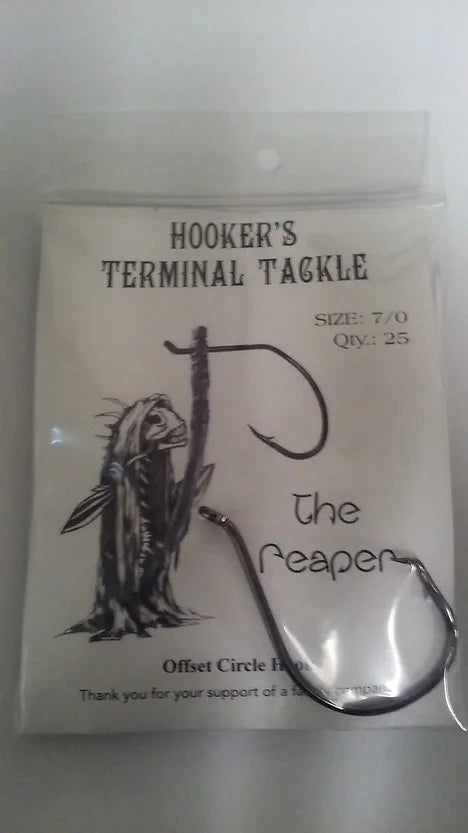 HOOKER'S
TERMINAL TACKLE
SIZE: 7/0
Qty.: 25
The
Reaper
Offset Circle
Thank you for your support of a